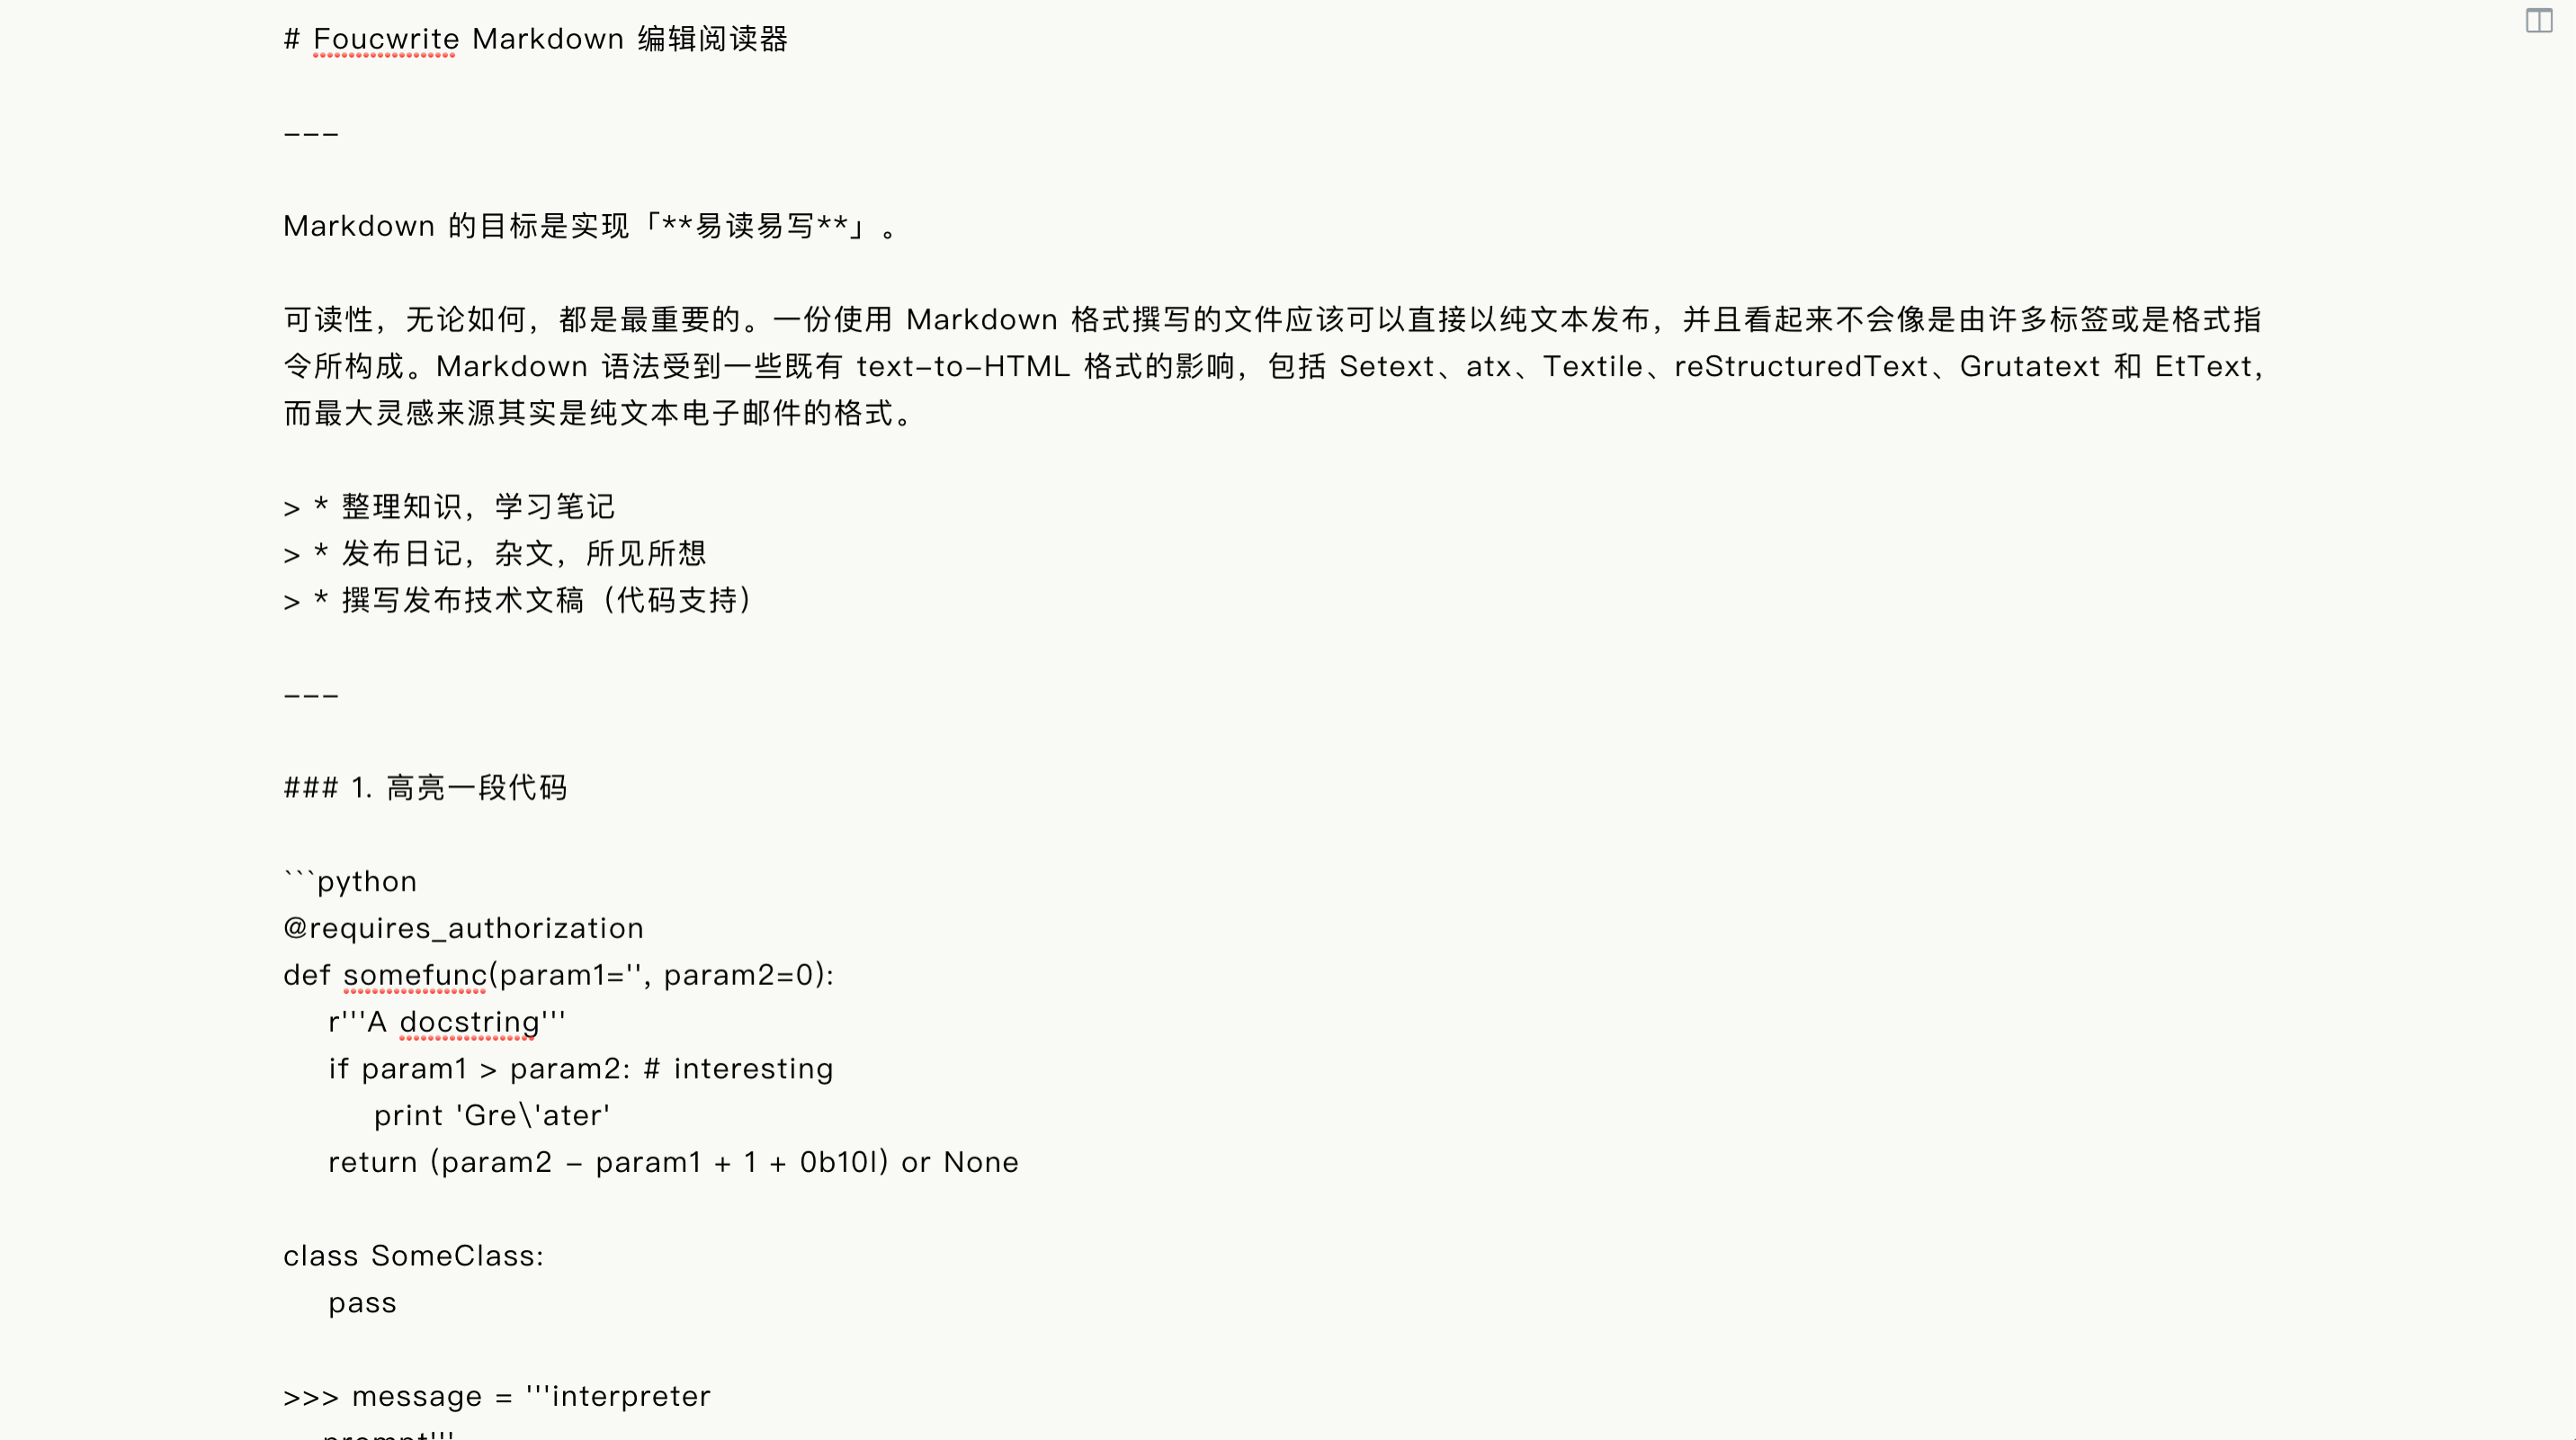 # Foucwrite Markdown 编辑阅读器
---
Markdown 的目标是实现「**易读易写**」。
可读性，无论如何，都是最重要的。一份使用 Markdown 格式撰写的文件应该可以直接以纯文本发布，并且看起来不会像是由许多标签或是格式指
令所构成。Markdown 语法受到一些既有 text-to-HTML 格式的影响，包括 Setext、atx、Textile、reStructuredText、Grutatext 和 EtText，
而最大灵感来源其实是纯文本电子邮件的格式。
> * 整理知识，学习笔记
> * 发布日记，杂文，所见所想
> * 撰写发布技术文稿（代码支持）
---
### 1. 高亮一段代码
```python
@requires_authorization
def somefunc(param1='', param2=0):
    r'''A docstring'''
    if param1 > param2: # interesting
        print 'Gre\'ater'
    return (param2 - param1 + 1 + 0b10l) or None
class SomeClass:
    pass
>>> message = '''interpreter
prompt'''